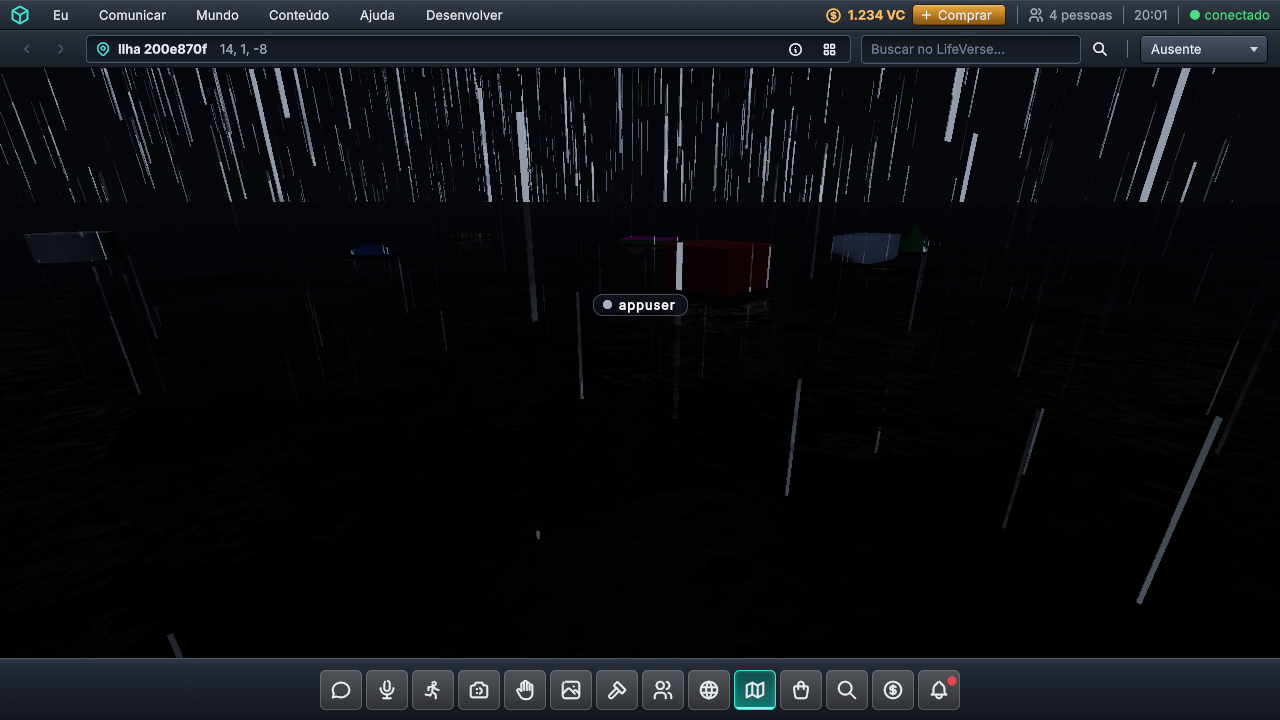 Eu Comunicar Mundo Conteúdo Ajuda Desenvolver 1.234 VC + Comprar 4 pessoas 20:01 conectado
Ilha 200e870f 14, 1, -8 Buscar no LifeVerse... Ausente
appuser